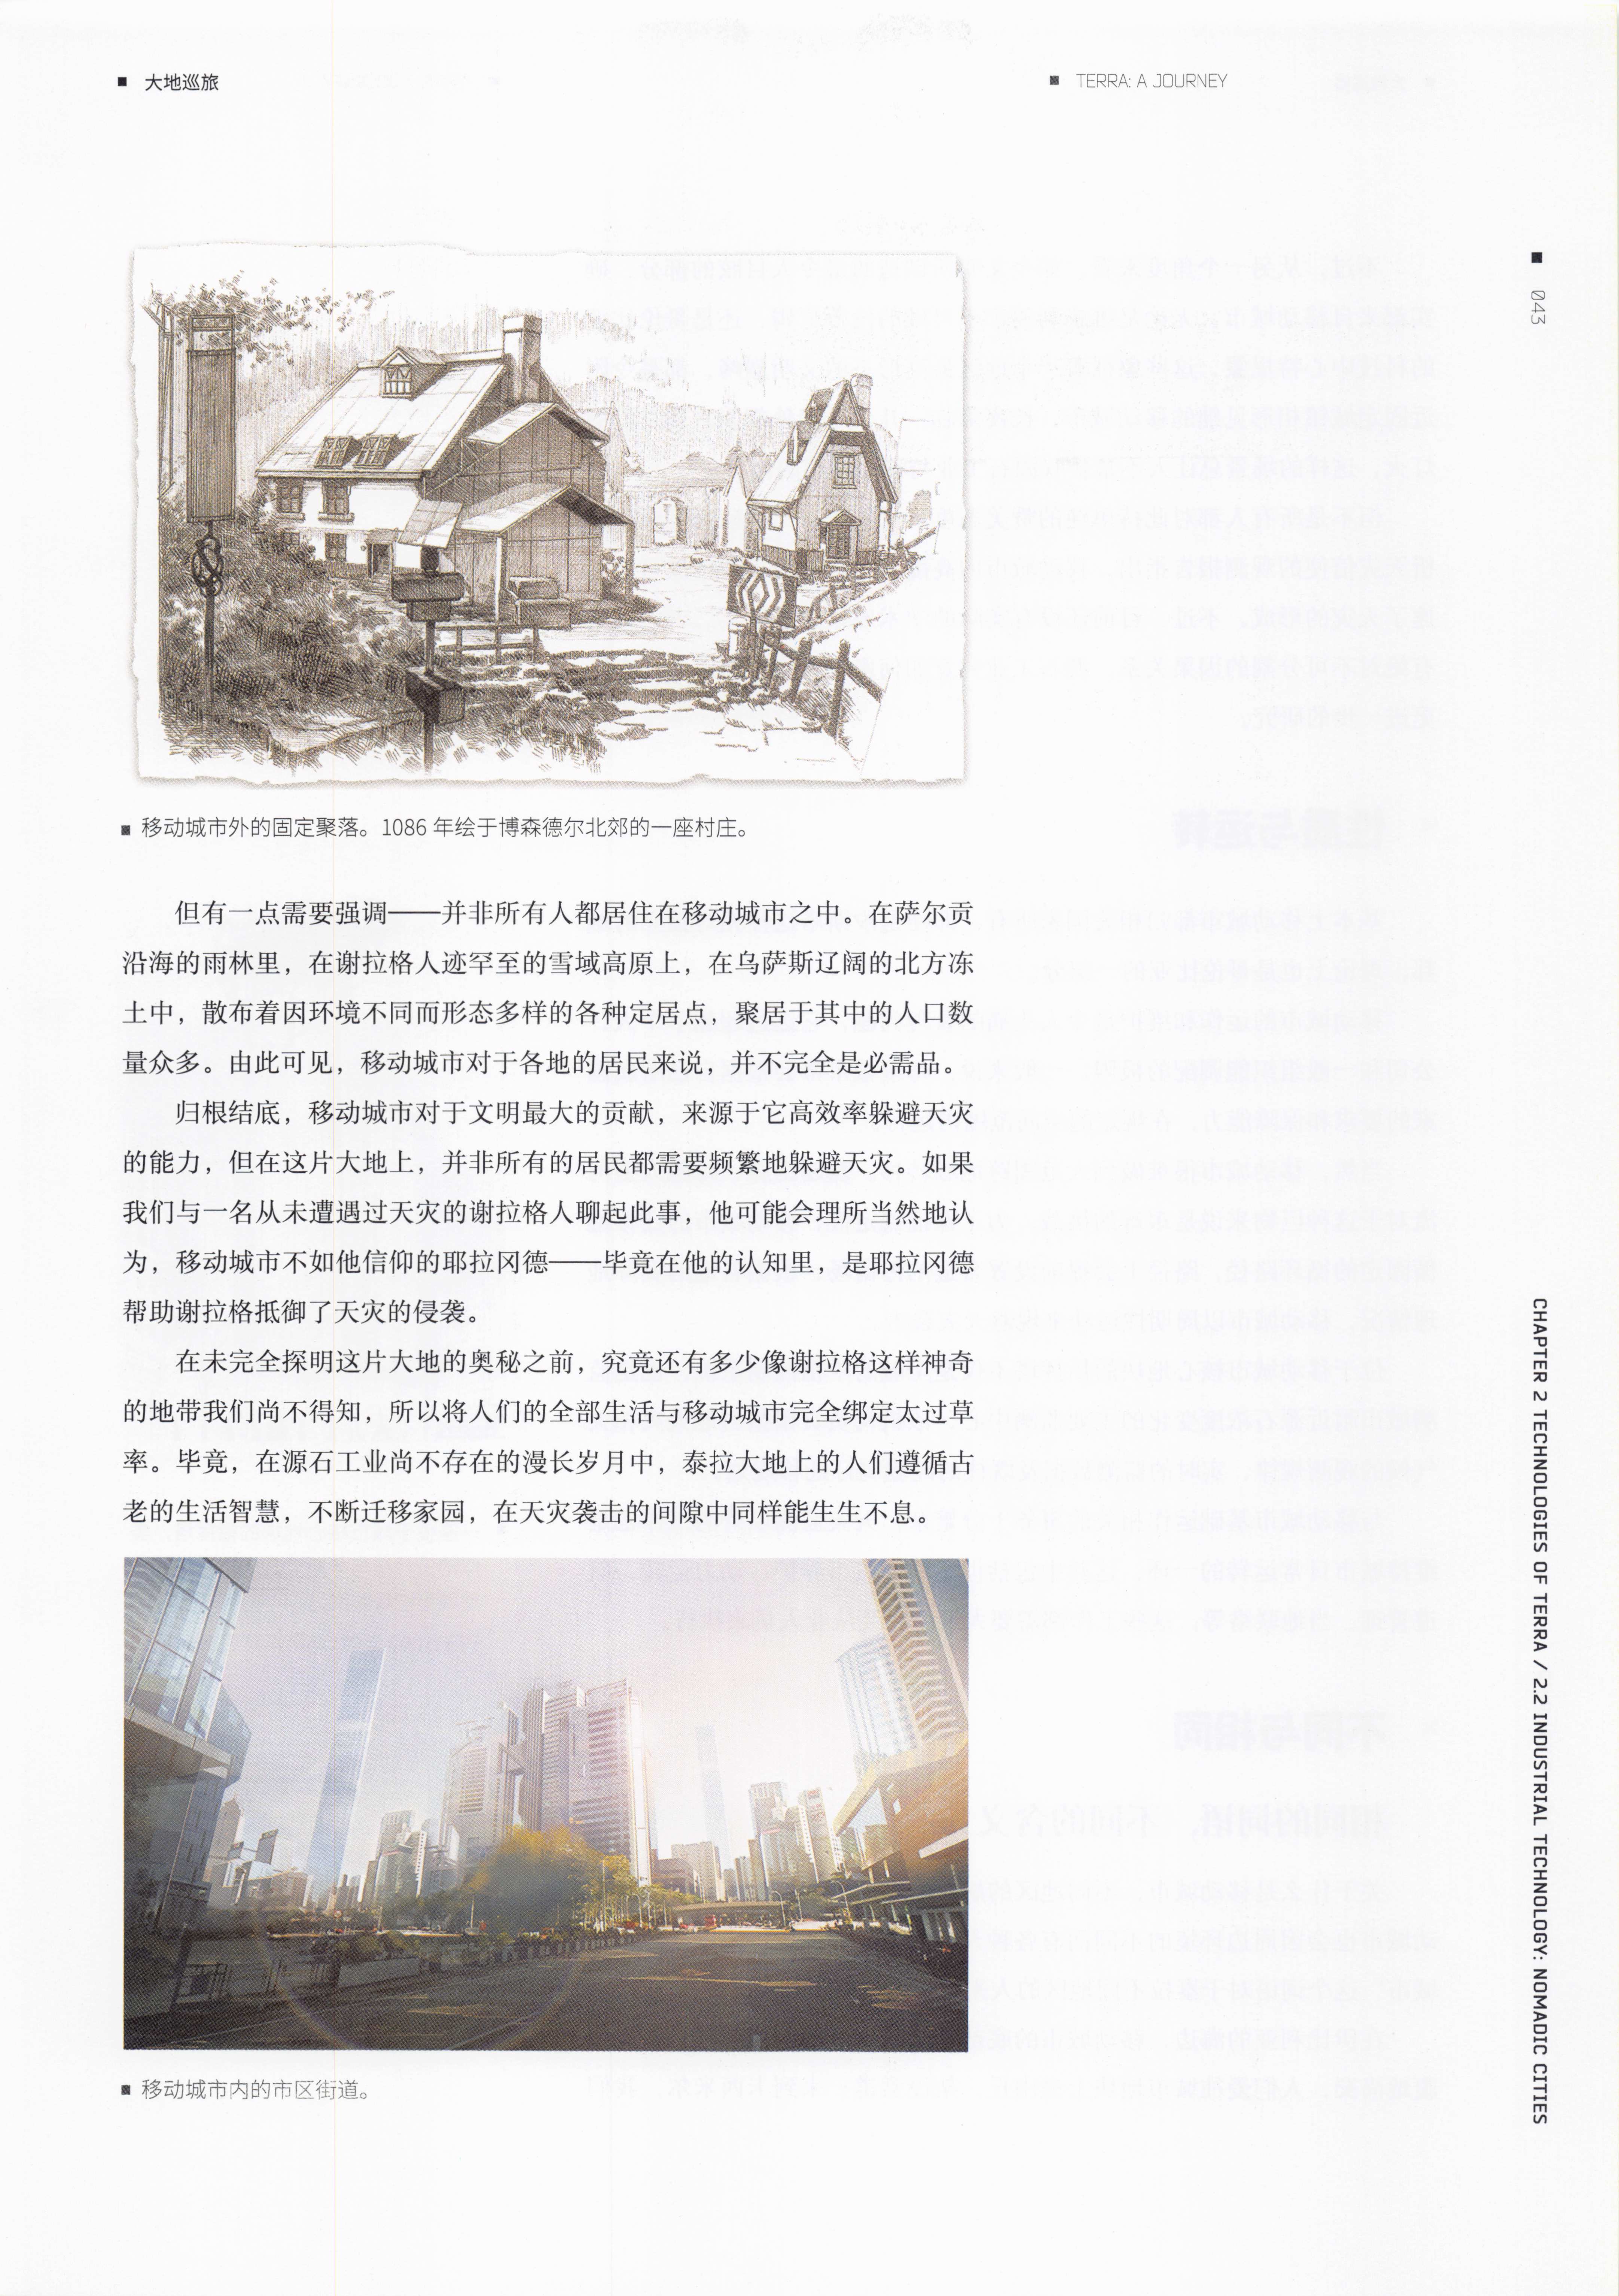 大地巡旅
TERRA: A JOURNEY
043
移动城市外的固定聚落。1086 年绘于博森德尔北郊的一座村庄。
但有一点需要强调——并非所有人都居住在移动城市之中。在萨尔贡
沿海的雨林里，在谢拉格人迹罕至的雪域高原上，在乌萨斯辽阔的北方冻
土中，散布着因环境不同而形态多样的各种定居点，聚居于其中的人口数
量众多。由此可见，移动城市对于各地的居民来说，并不完全是必需品。
归根结底，移动城市对于文明最大的贡献，来源于它高效率躲避天灾
的能力，但在这片大地上，并非所有的居民都需要频繁地躲避天灾。如果
我们与一名从未遭遇过天灾的谢拉格人聊起此事，他可能会理所当然地认
为，移动城市不如他信仰的耶拉冈德——毕竟在他的认知里，是耶拉冈德
帮助谢拉格抵御了天灾的侵袭。
在未完全探明这片大地的奥秘之前，究竟还有多少像谢拉格这样神奇
的地带我们尚不得知，所以将人们的全部生活与移动城市完全绑定太过草
率。毕竟，在源石工业尚不存在的漫长岁月中，泰拉大地上的人们遵循古
老的生活智慧，不断迁移家园，在天灾袭击的间隙中同样能生生不息。
移动城市内的市区街道。
CHAPTER 2 TECHNOLOGIES OF TERRA / 2.2 INDUSTRIAL TECHNOLOGY: NOMADIC CITIES